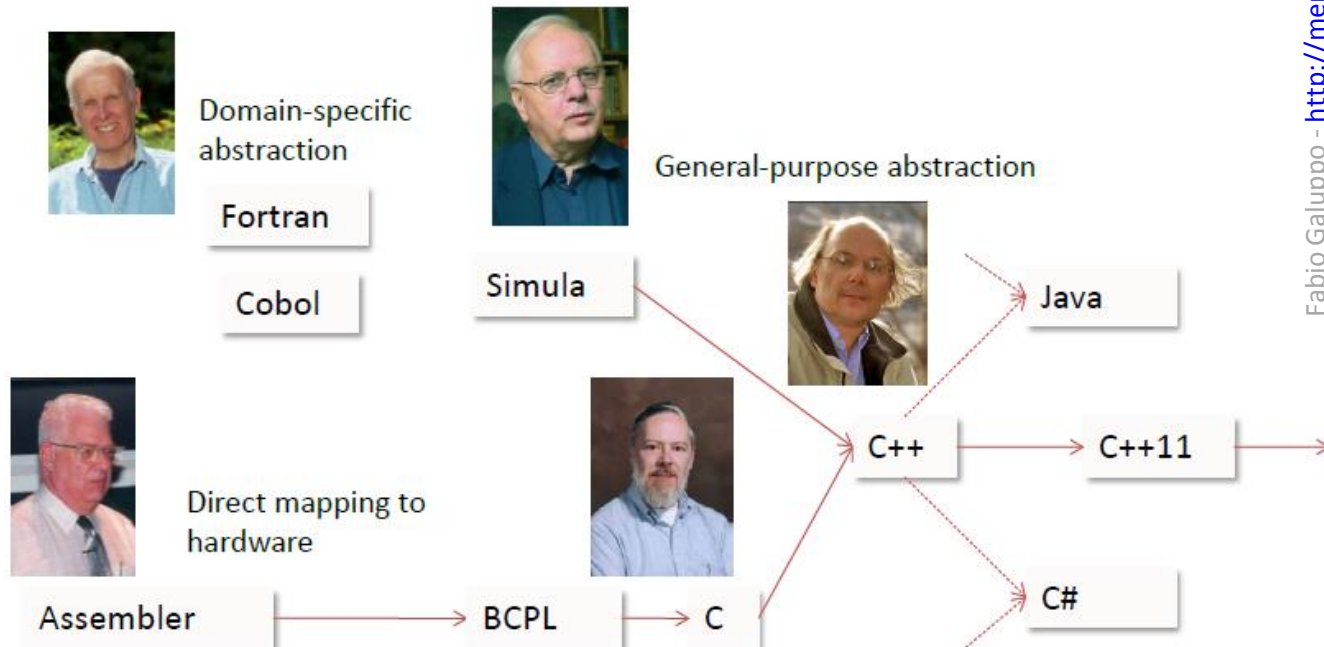 Domain-specific
abstraction
Fortran
Cobol
Simula
General-purpose abstraction
Java
C++
C++11
Direct mapping to
hardware
Assembler
BCPL
C
C#
Fabio Galuppo - http://me